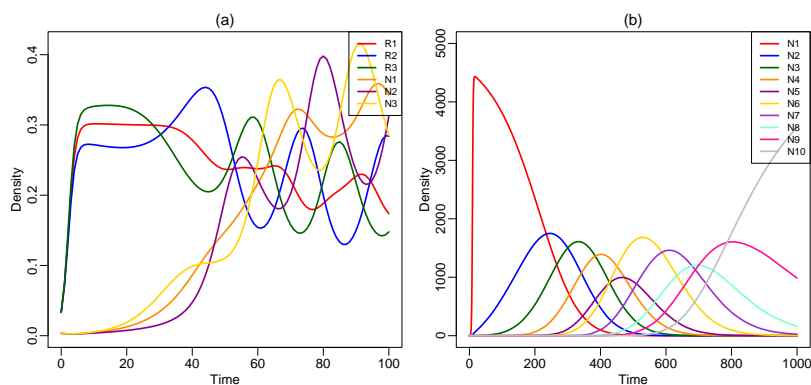 (a)
R1
R2
R3
N1
N2
N3
0.4
0.3
0.2
0.1
0.0
Density
0 20 40 60 80 100
Time
(b)
N1
N2
N3
N4
N5
N6
N7
N8
N9
N10
5000
4000
3000
2000
1000
0
Density
0 200 400 600 800 1000
Time